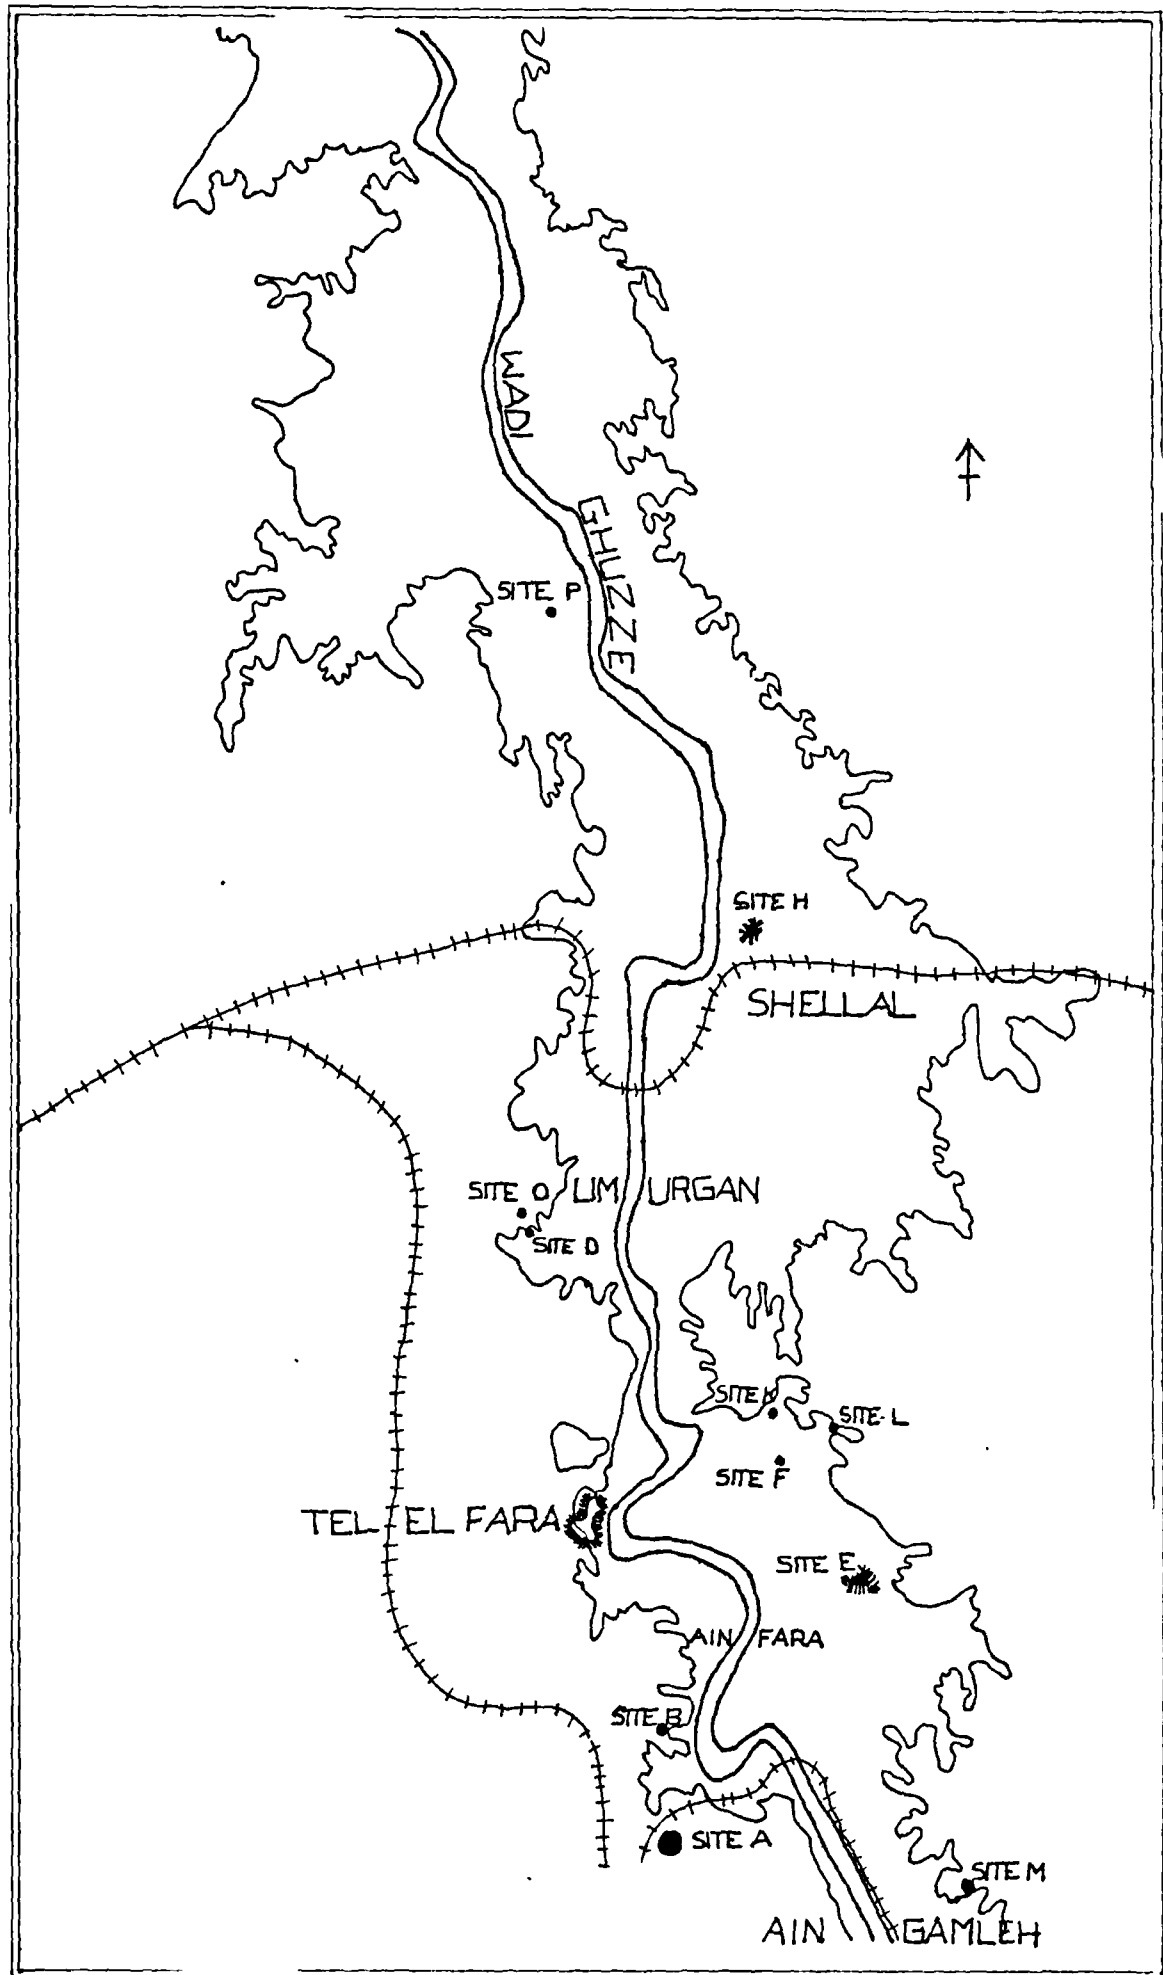 WADI
GHUZZE
SITE P
SITE H
SHELLAL
SITE O UM URGAN
SITE D
SITE
SITE L
SITE F
TEL EL FARA
SITE E
AIN FARA
SITE B
SITE A
SITE M
AIN GAMLEH